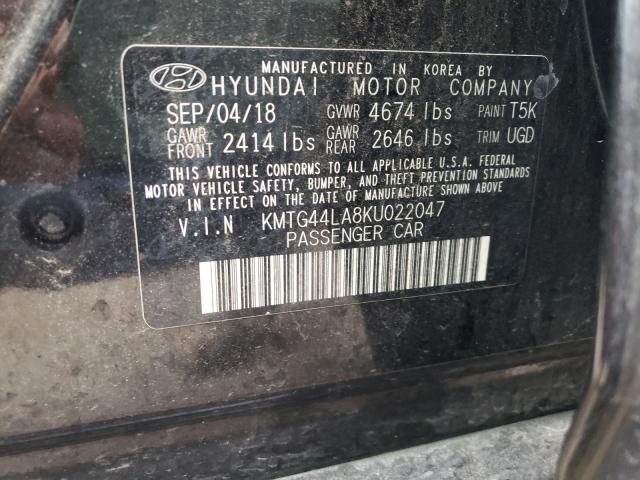 MANUFACTURED IN KOREA BY
HYUNDAI MOTOR COMPANY
SEP/04/18 GVWR 4674 lbs PAINT T5K
GAWR FRONT 2414 lbs GAWR REAR 2646 lbs TRIM UGD
THIS VEHICLE CONFORMS TO ALL APPLICABLE U.S.A. FEDERAL
MOTOR VEHICLE SAFETY, BUMPER, AND THEFT PREVENTION STANDARDS
IN EFFECT ON THE DATE OF MANUFACTURE SHOWN ABOVE.
V.I.N KMTG44LA8KU022047
PASSENGER CAR